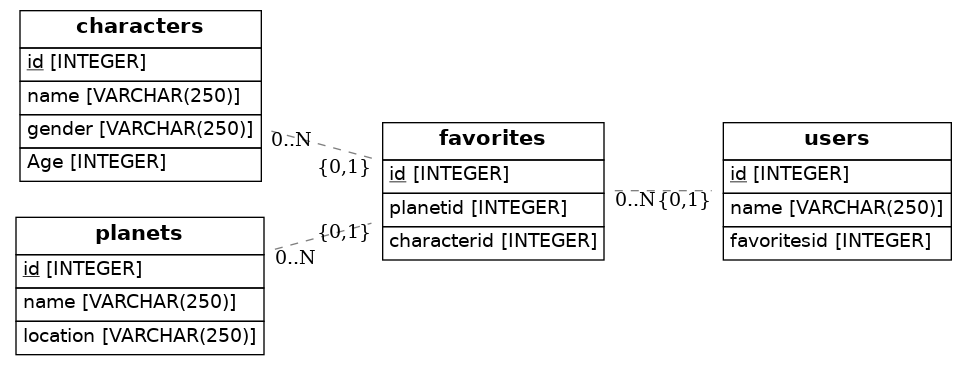 characters
id [INTEGER]
name [VARCHAR(250)]
gender [VARCHAR(250)]
Age [INTEGER]
0..N
{0,1}
planets
id [INTEGER]
name [VARCHAR(250)]
location [VARCHAR(250)]
{0,1}
0..N
favorites
id [INTEGER]
planetid [INTEGER]
characterid [INTEGER]
0..N {0,1}
users
id [INTEGER]
name [VARCHAR(250)]
favoritesid [INTEGER]